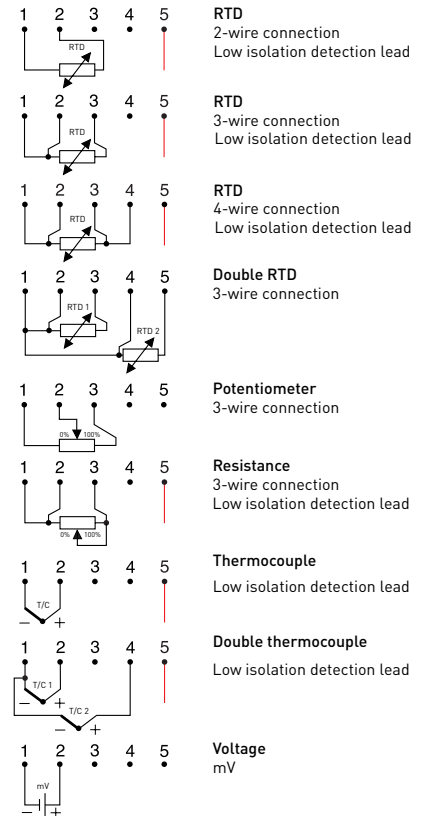 1 2 3 4 5
RTD
RTD
2-wire connection
Low isolation detection lead
1 2 3 4 5
RTD
RTD
3-wire connection
Low isolation detection lead
1 2 3 4 5
RTD
RTD
4-wire connection
Low isolation detection lead
1 2 3 4 5
RTD 1
RTD 2
Double RTD
3-wire connection
1 2 3 4 5
0% 100%
Potentiometer
3-wire connection
1 2 3 4 5
0% 100%
Resistance
3-wire connection
Low isolation detection lead
1 2 3 4 5
T/C
– +
Thermocouple
Low isolation detection lead
1 2 3 4 5
T/C 1
– +
T/C 2
– +
Double thermocouple
Low isolation detection lead
1 2 3 4 5
mV
– +
Voltage
mV